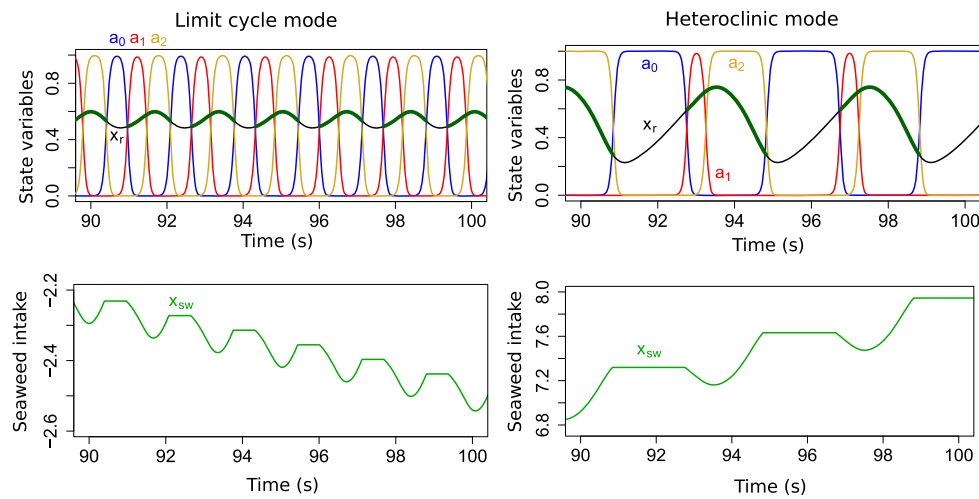 Limit cycle mode
a0 a1 a2
State variables
0.8
0.4
0.0
xr
90 92 94 96 98 100
Time (s)
Heteroclinic mode
State variables
0.8
0.4
0.0
a0
a2
xr
a1
90 92 94 96 98 100
Time (s)
Seaweed intake
−2.2
−2.4
−2.6
xsw
90 92 94 96 98 100
Time (s)
Seaweed intake
8.0
7.6
7.2
6.8
xsw
90 92 94 96 98 100
Time (s)